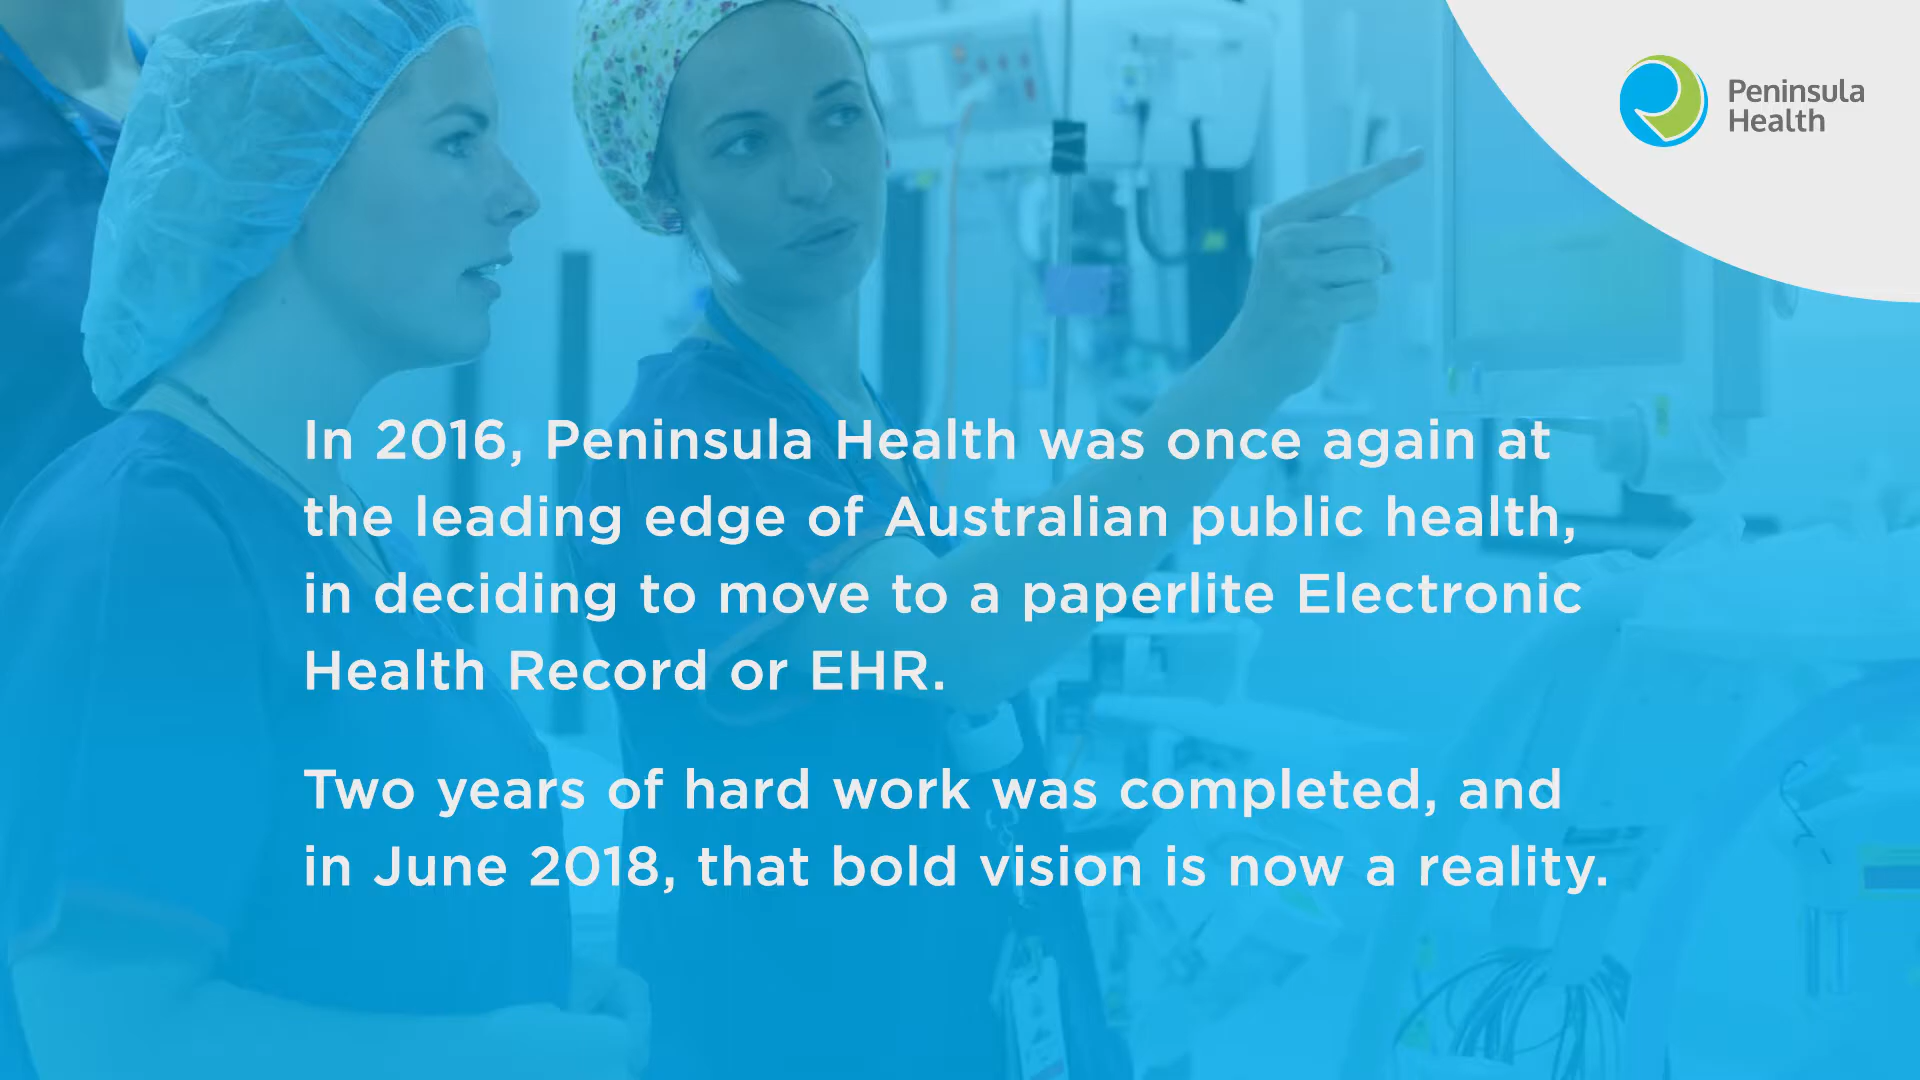 Peninsula
Health
In 2016, Peninsula Health was once again at
the leading edge of Australian public health,
in deciding to move to a paperlite Electronic
Health Record or EHR.
Two years of hard work was completed, and
in June 2018, that bold vision is now a reality.